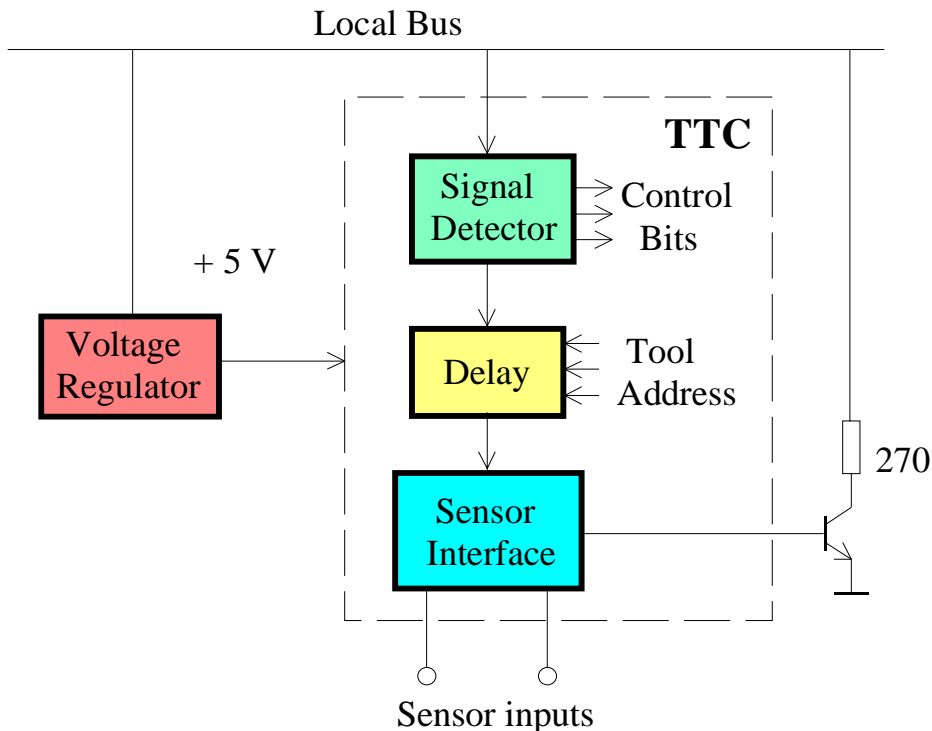 Local Bus
TTC
Signal
Detector
Control
Bits
+ 5 V
Voltage
Regulator
Delay
Tool
Address
270
Sensor
Interface
Sensor inputs